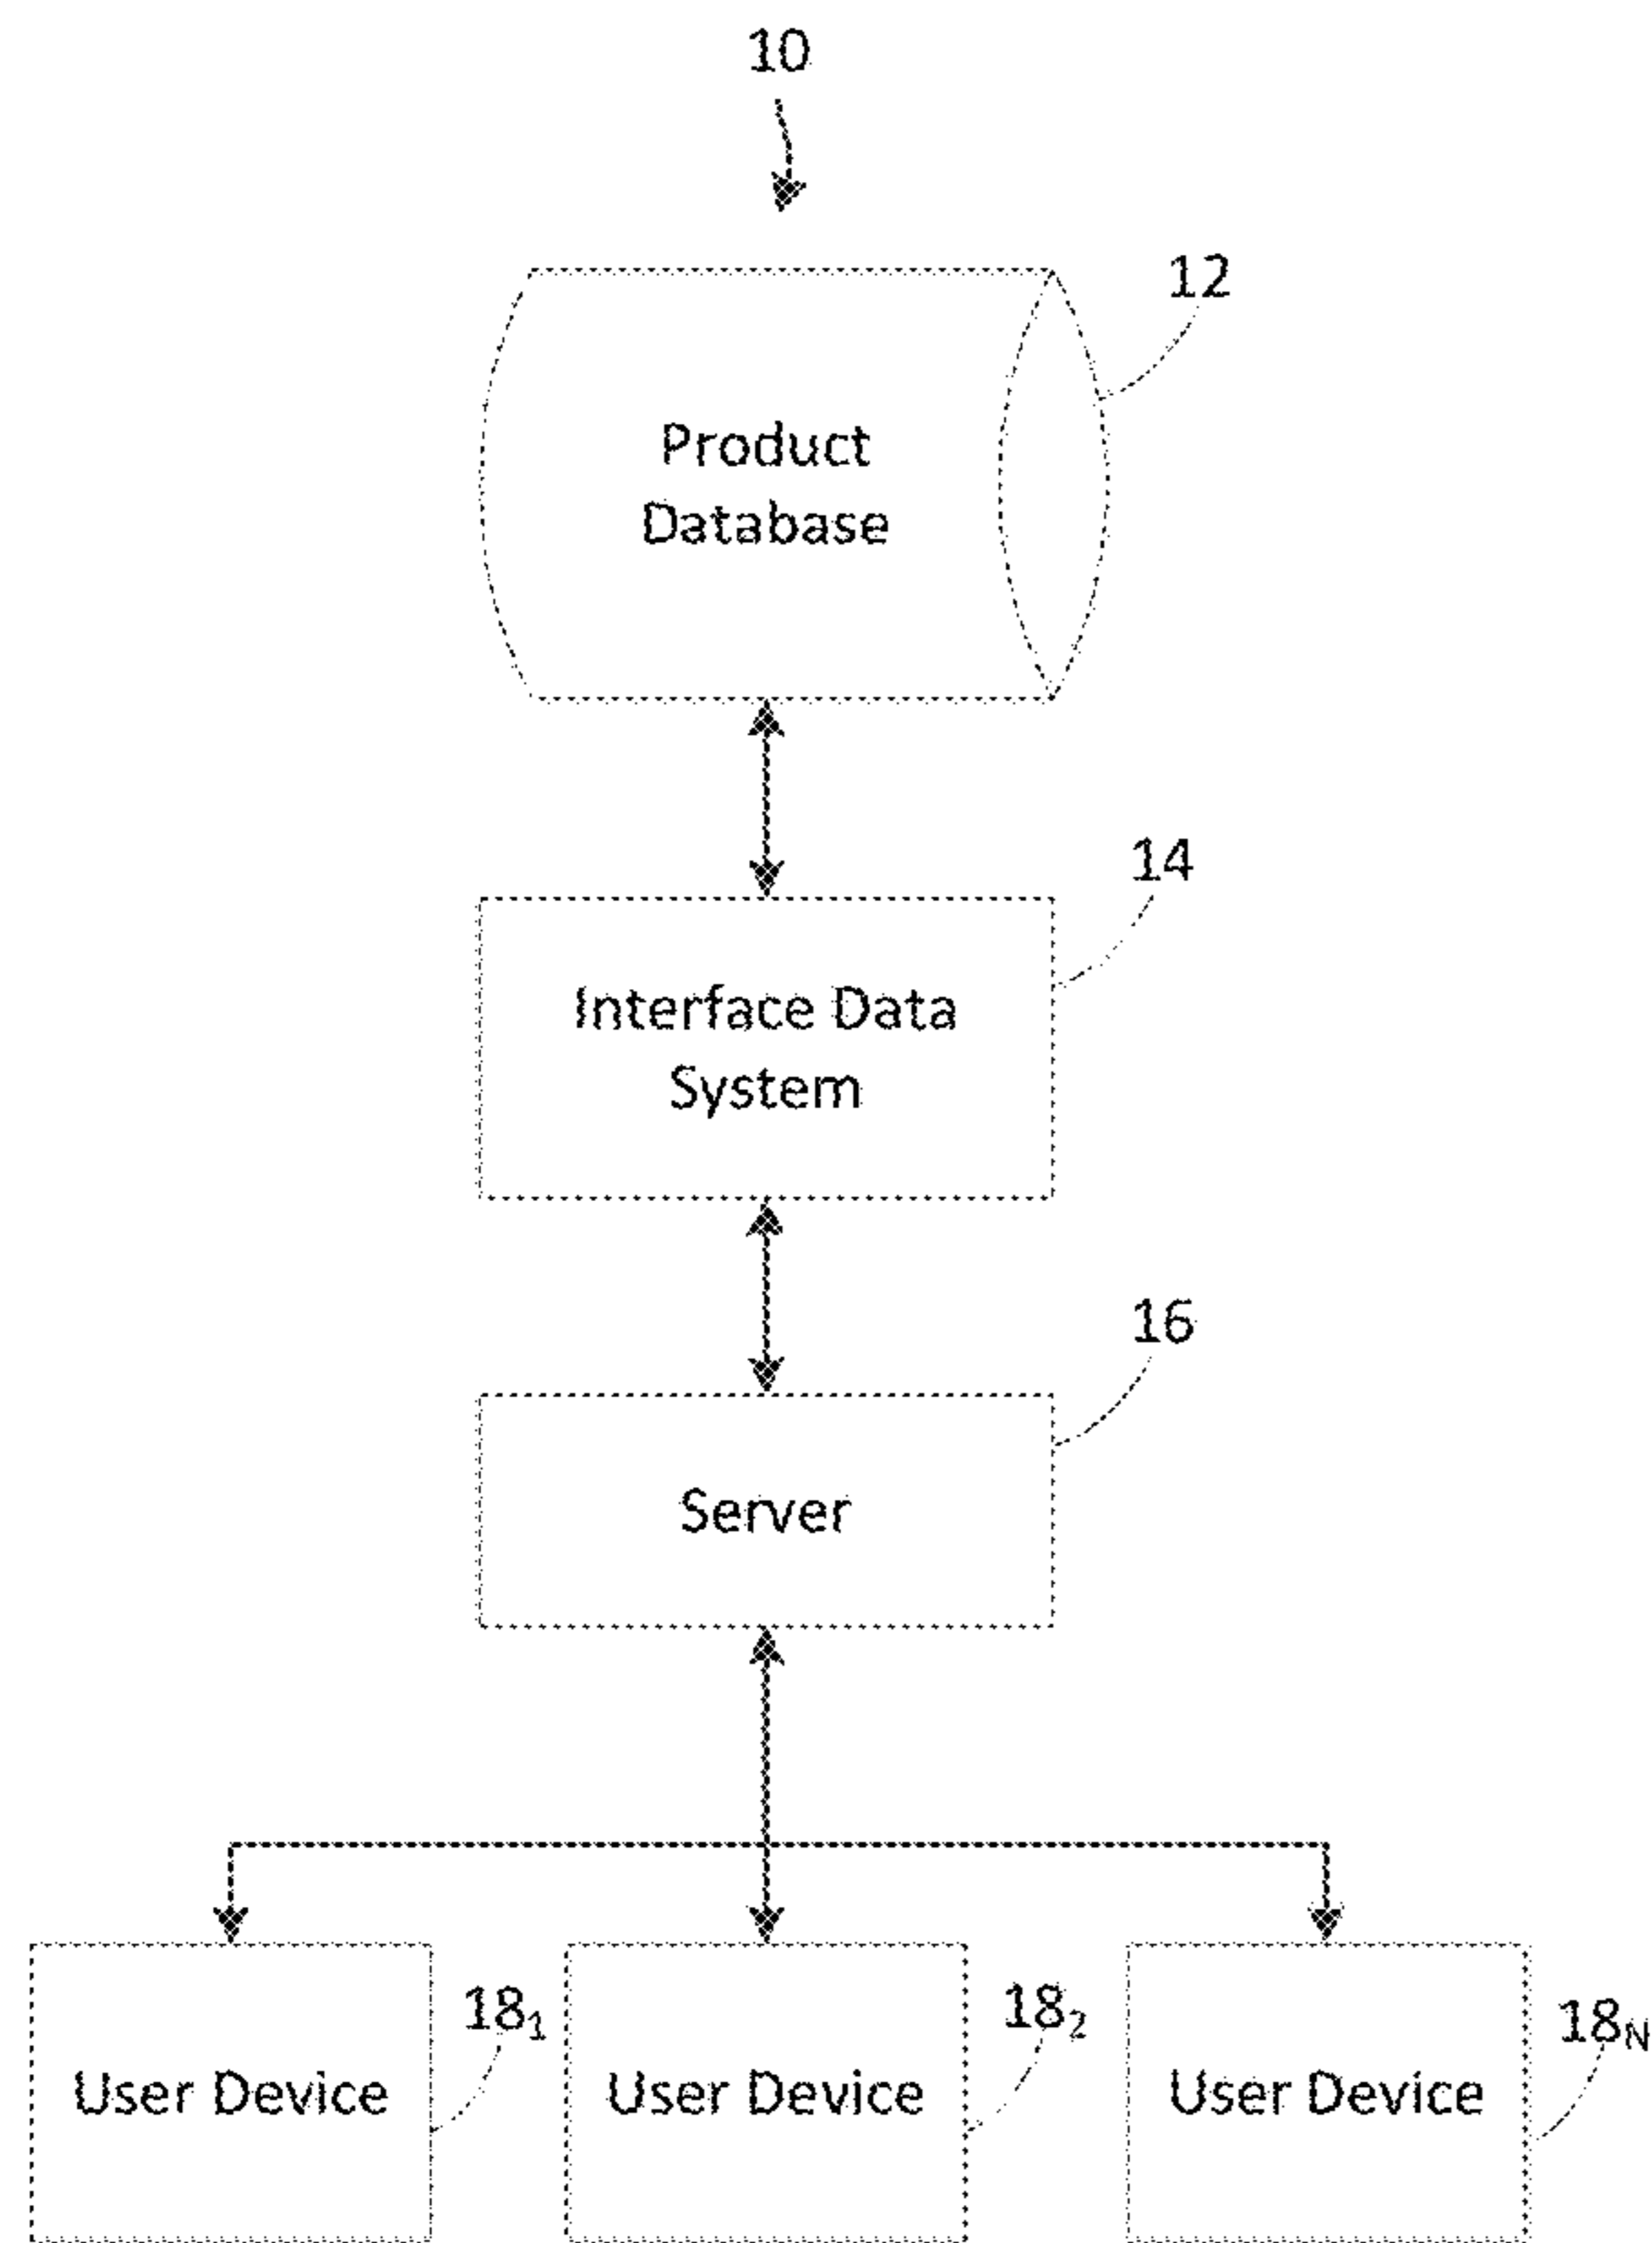 10
12
Product
Database
14
Interface Data
System
16
Server
18₁
18₂
18ₙ
User Device
User Device
User Device